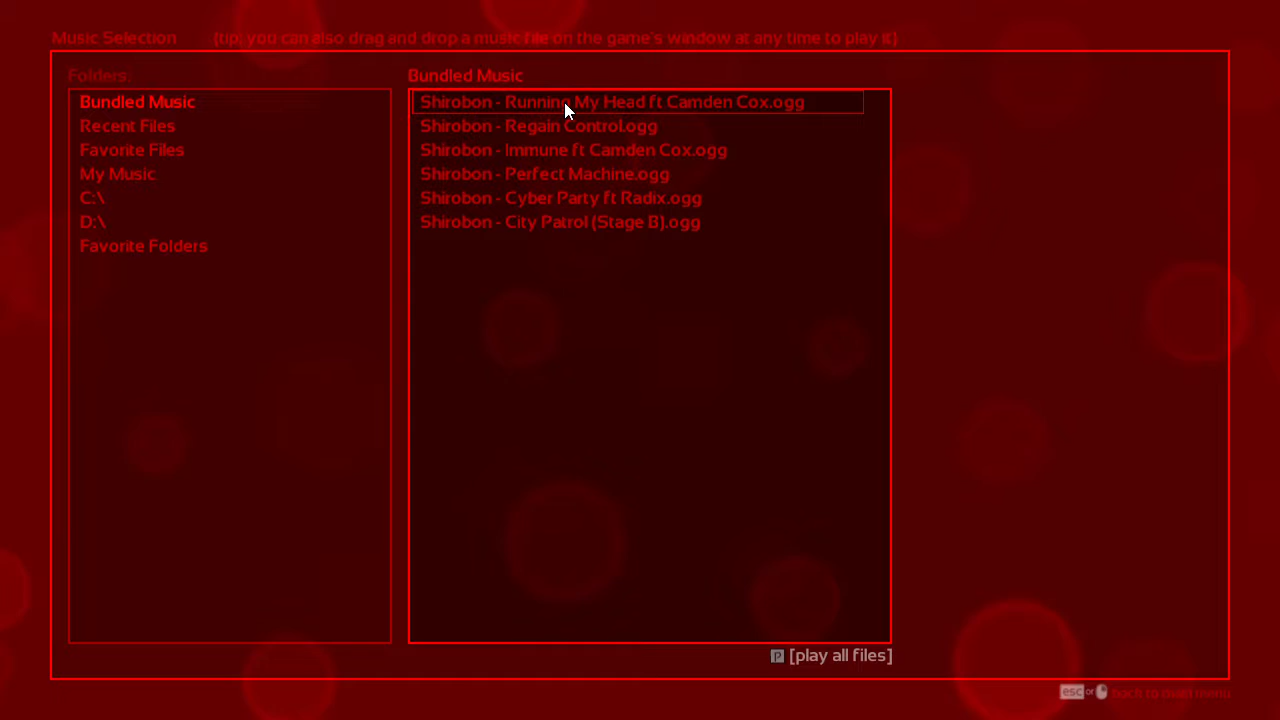 Music Selection (tip: you can also drag and drop a music file on the game's window at any time to play it)
Folders:
Bundled Music
Recent Files
Favorite Files
My Music
C:\
D:\
Favorite Folders
Bundled Music
Shirobon - Running My Head ft Camden Cox.ogg
Shirobon - Regain Control.ogg
Shirobon - Immune ft Camden Cox.ogg
Shirobon - Perfect Machine.ogg
Shirobon - Cyber Party ft Radix.ogg
Shirobon - City Patrol (Stage B).ogg
P [play all files]
esc or back to main menu